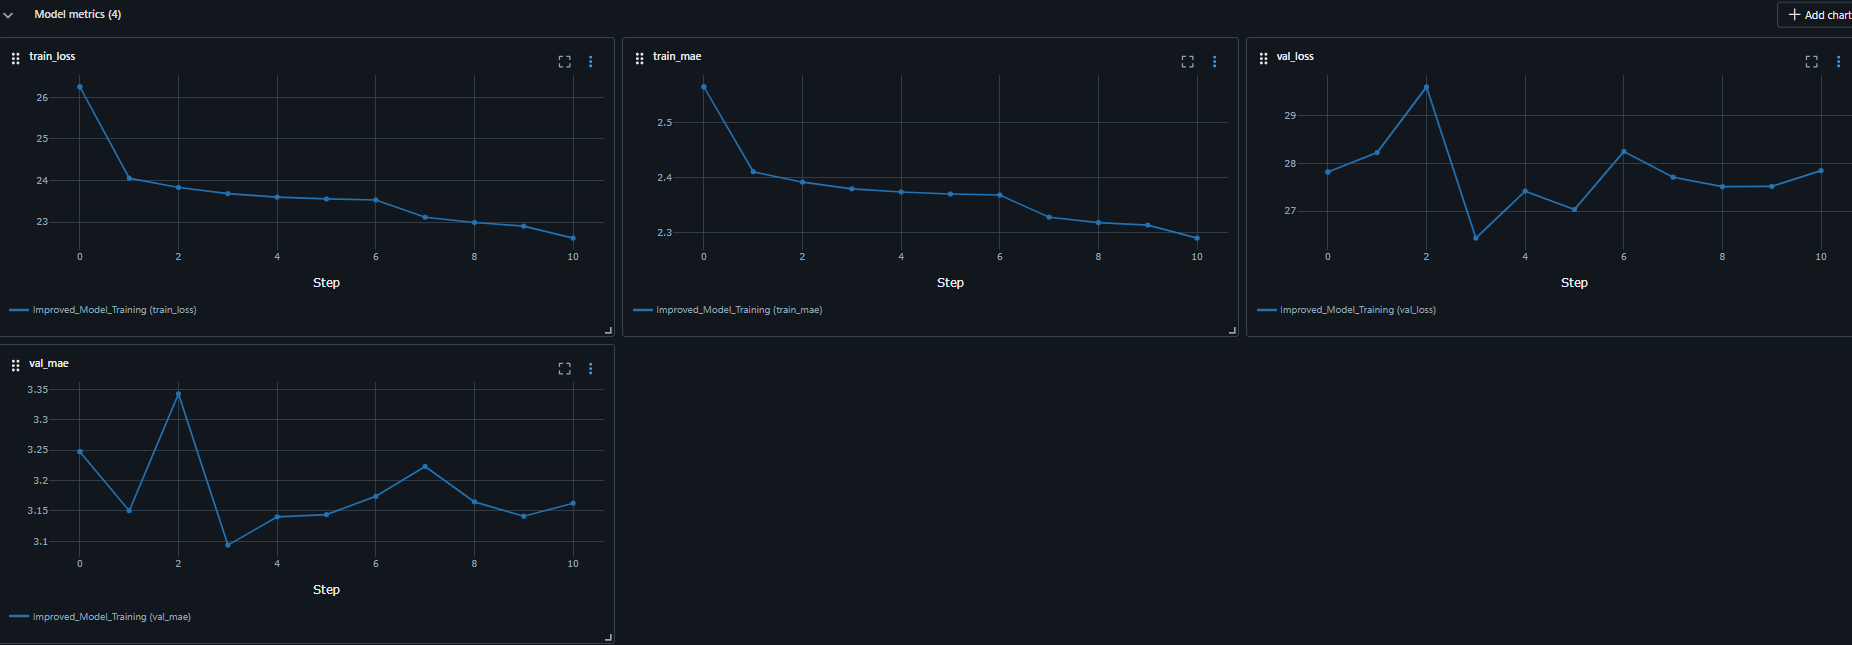 Model metrics (4)
Add chart
train_loss
26
25
24
23
0 2 4 6 8 10
Step
Improved_Model_Training (train_loss)
train_mae
2.5
2.4
2.3
0 2 4 6 8 10
Step
Improved_Model_Training (train_mae)
val_loss
29
28
27
0 2 4 6 8 10
Step
Improved_Model_Training (val_loss)
val_mae
3.35
3.3
3.25
3.2
3.15
3.1
0 2 4 6 8 10
Step
Improved_Model_Training (val_mae)